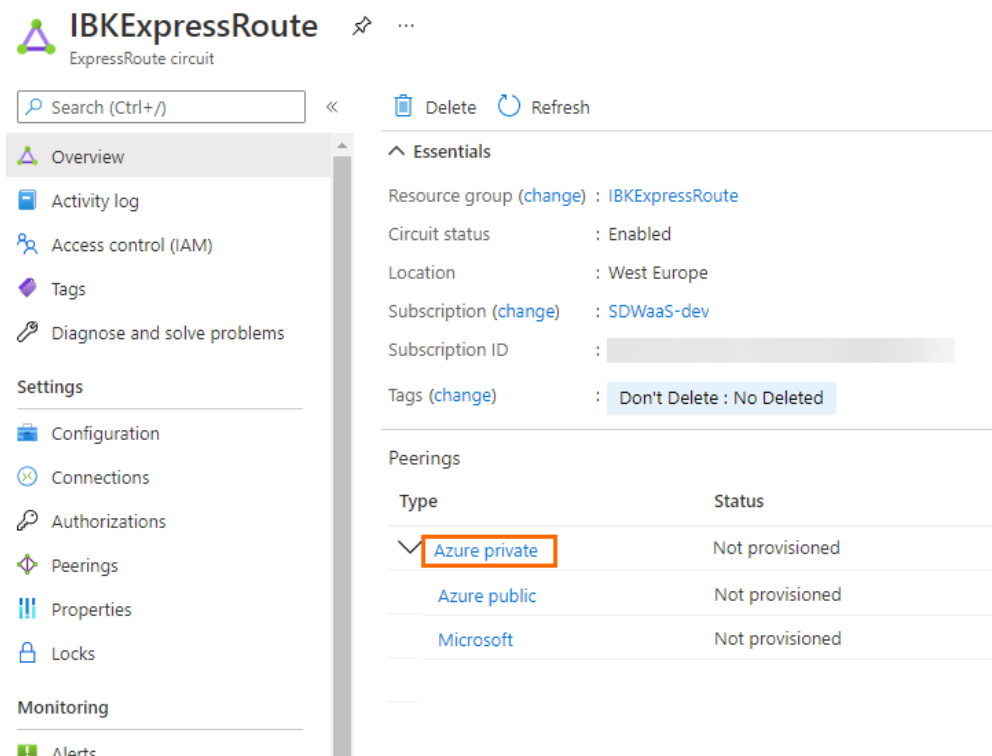 IBKExpressRoute
ExpressRoute circuit
Search (Ctrl+/)
Overview
Activity log
Access control (IAM)
Tags
Diagnose and solve problems
Settings
Configuration
Connections
Authorizations
Peerings
Properties
Locks
Monitoring
Alerts
Delete Refresh
Essentials
Resource group (change) : IBKExpressRoute
Circuit status : Enabled
Location : West Europe
Subscription (change) : SDWaaS-dev
Subscription ID :
Tags (change) : Don't Delete : No Deleted
Peerings
Type Status
Azure private Not provisioned
Azure public Not provisioned
Microsoft Not provisioned